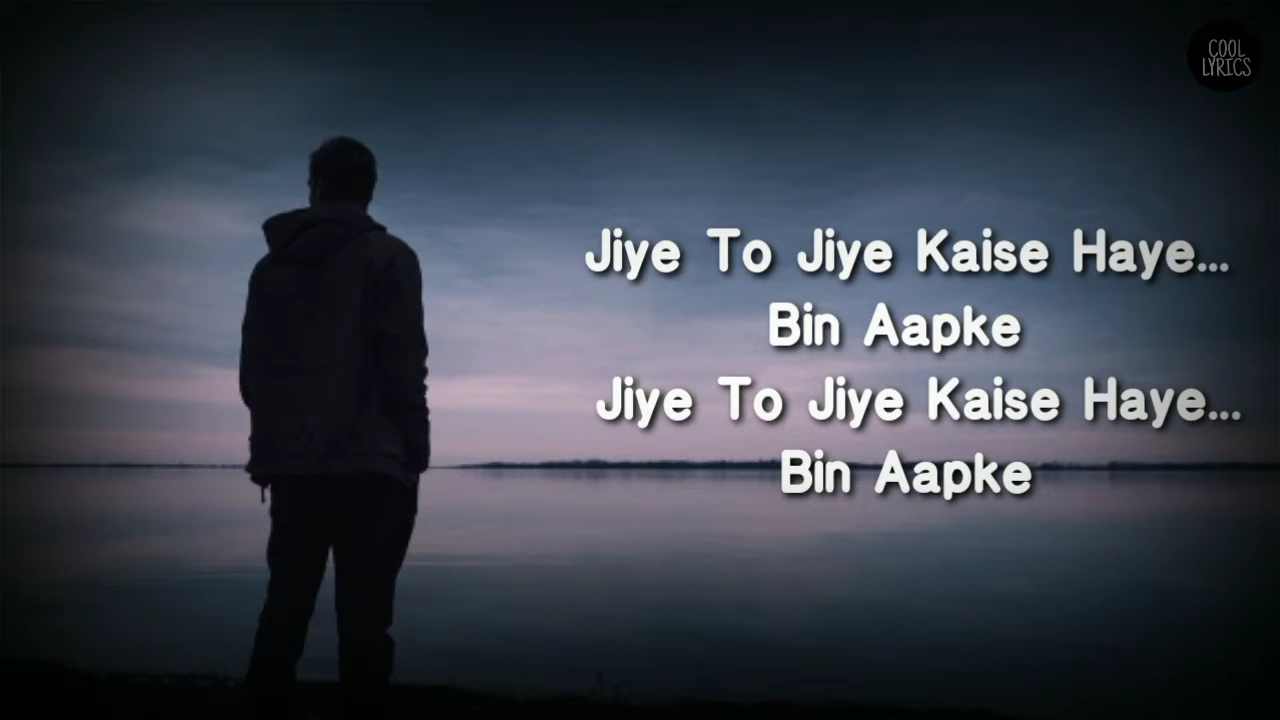 COOL
LYRICS
Jiye To Jiye Kaise Haye...
Bin Aapke
Jiye To Jiye Kaise Haye...
Bin Aapke